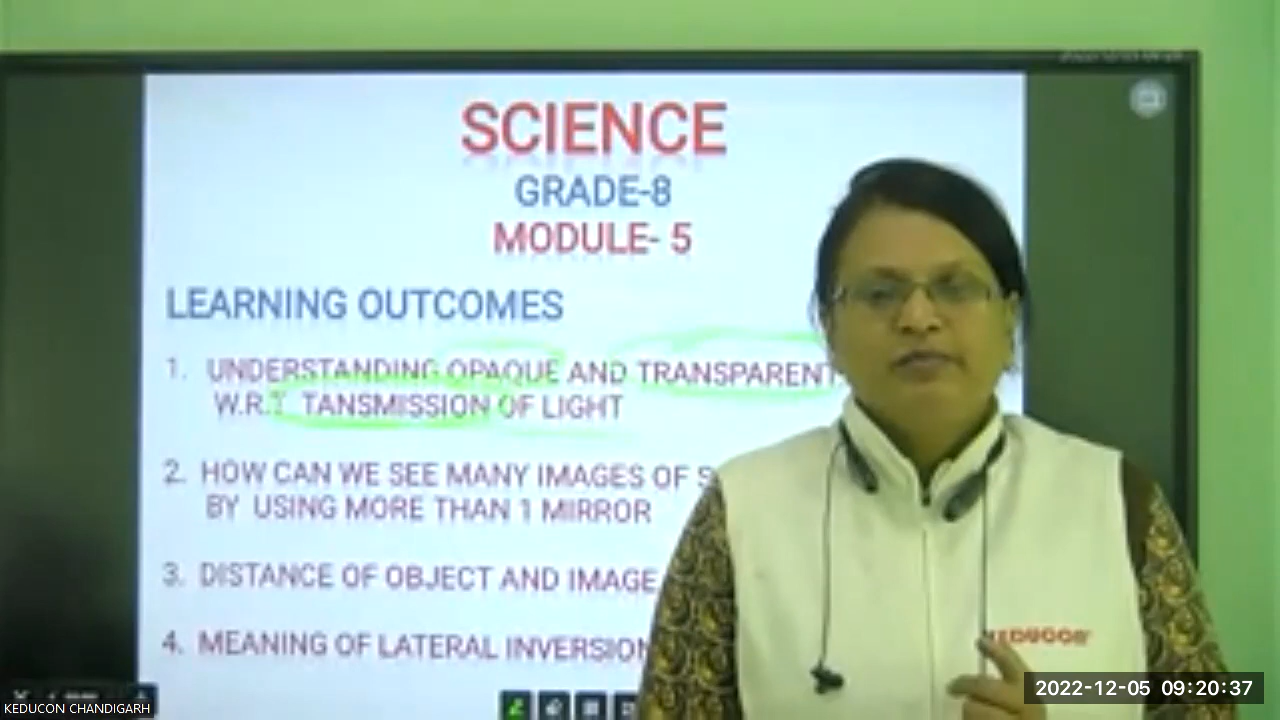 SCIENCE
GRADE-8
MODULE- 5
LEARNING OUTCOMES
1. UNDERSTANDING OPAQUE AND TRANSPARENT
W.R.T TANSMISSION OF LIGHT
2. HOW CAN WE SEE MANY IMAGES OF S
BY USING MORE THAN 1 MIRROR
3. DISTANCE OF OBJECT AND IMAGE
4. MEANING OF LATERAL INVERSION
KEDUCON CHANDIGARH
2022-12-05 09:20:37